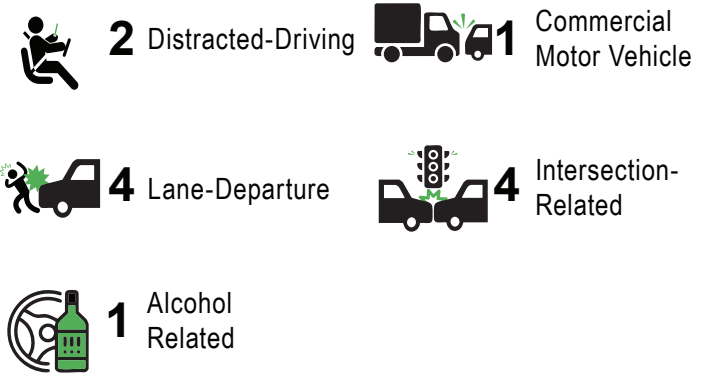 2 Distracted-Driving
1 Commercial
Motor Vehicle
4 Lane-Departure
4 Intersection-
Related
1 Alcohol
Related